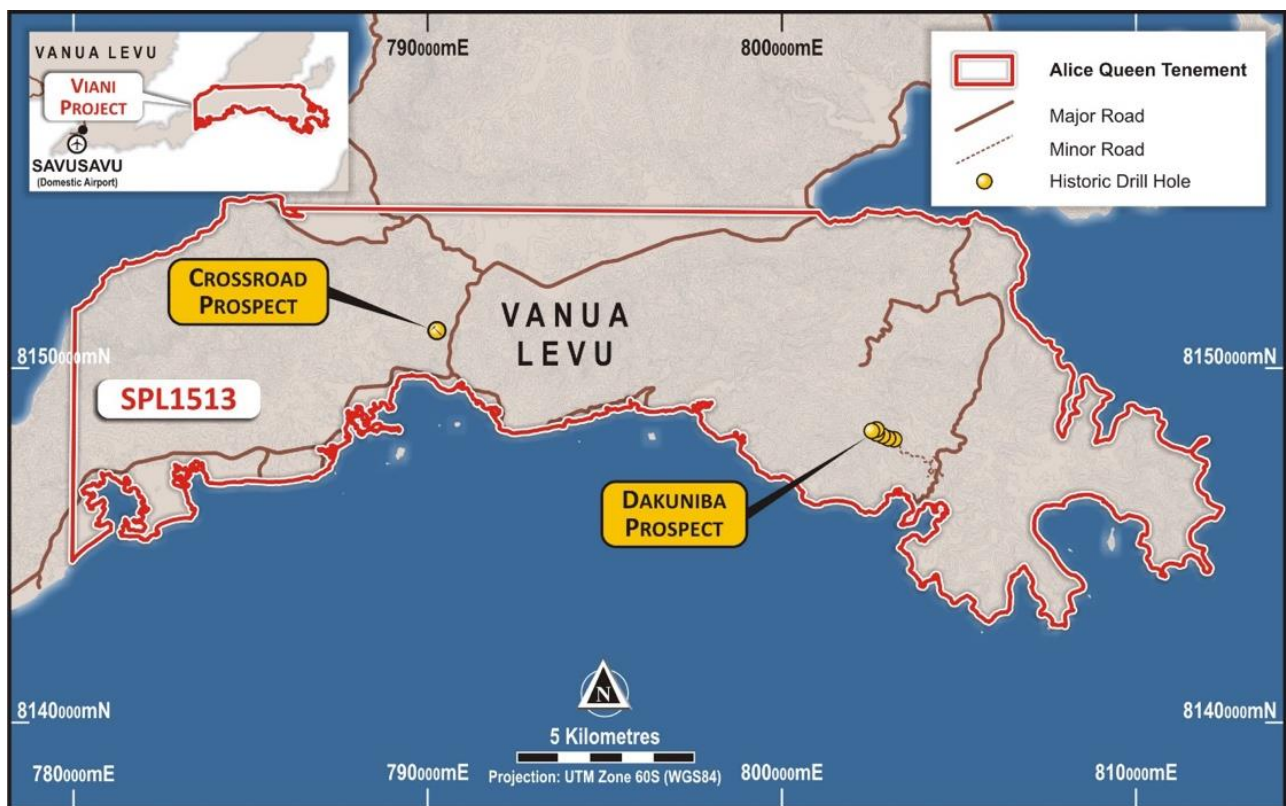 VANUA LEVU
VIANI
PROJECT
SAVUSAVU
(Domestic Airport)
790000mE
800000mE
Alice Queen Tenement
Major Road
Minor Road
Historic Drill Hole
CROSSROAD
PROSPECT
VANUA
LEVU
8150000mN
8150000mN
SPL1513
DAKUNIBA
PROSPECT
N
8140000mN
8140000mN
5 Kilometres
Projection: UTM Zone 60S (WGS84)
780000mE
790000mE
800000mE
810000mE